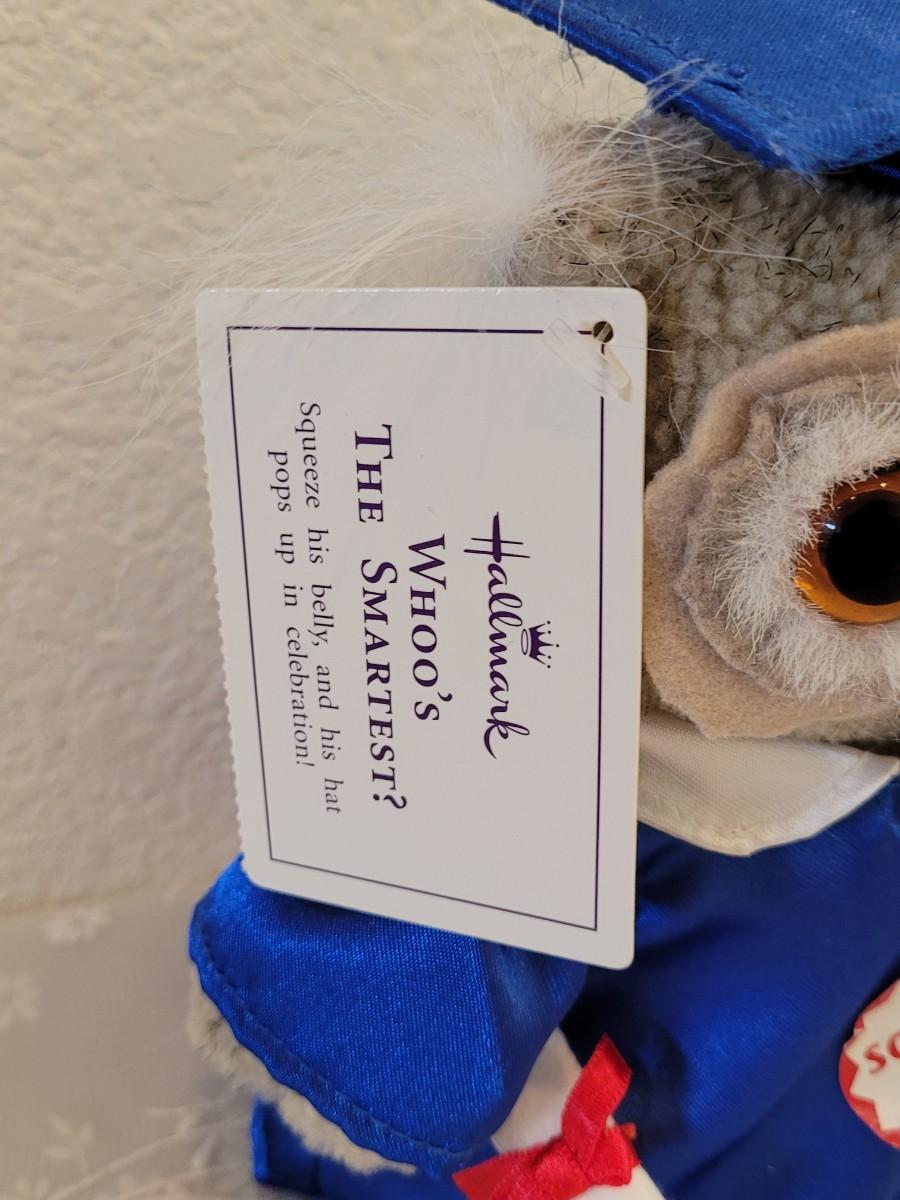 Hallmark
WHOO'S
THE SMARTEST?
Squeeze his belly, and his hat
pops up in celebration!